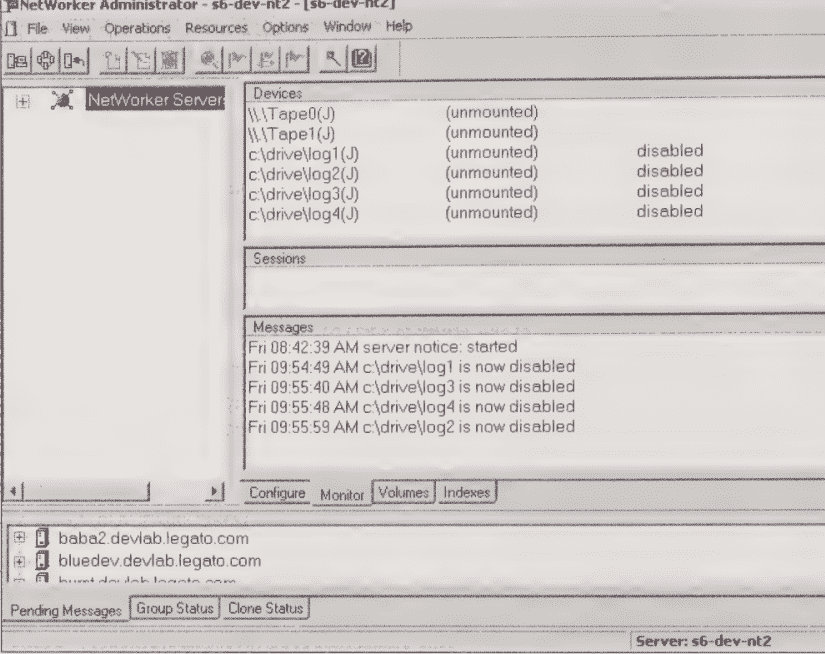 NetWorker Administrator - s6-dev-nt2 - [s6-dev-nt2]
File View Operations Resources Options Window Help
NetWorker Server
Devices
\\.\Tape0(J) (unmounted)
\\.\Tape1(J) (unmounted)
c:\drive\log1(J) (unmounted) disabled
c:\drive\log2(J) (unmounted) disabled
c:\drive\log3(J) (unmounted) disabled
c:\drive\log4(J) (unmounted) disabled
Sessions
Messages
Fri 08:42:39 AM server notice: started
Fri 09:54:49 AM c:\drive\log1 is now disabled
Fri 09:55:40 AM c:\drive\log3 is now disabled
Fri 09:55:48 AM c:\drive\log4 is now disabled
Fri 09:55:59 AM c:\drive\log2 is now disabled
Configure Monitor Volumes Indexes
baba2.devlab.legato.com
bluedev.devlab.legato.com
Pending Messages Group Status Clone Status
Server: s6-dev-nt2